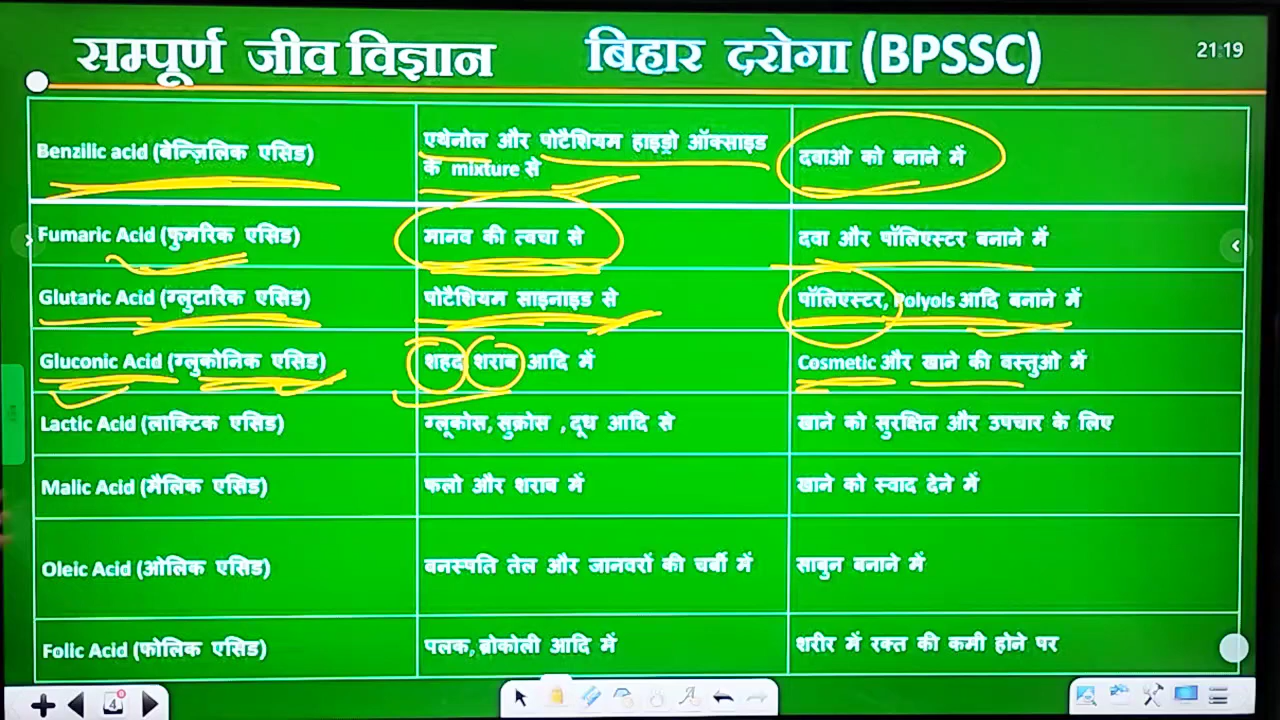 सम्पूर्ण जीव विज्ञान बिहार दरोगा (BPSSC)
21:19
Benzilic acid (बेन्ज़िलिक एसिड)
एथेनोल और पोटैशियम हाइड्रो ऑक्साइड
के mixture से
दवाओ को बनाने में
Fumaric Acid (फुमरिक एसिड)
मानव की त्वचा से
दवा और पॉलिएस्टर बनाने में
Glutaric Acid (ग्लुटारिक एसिड)
पोटैशियम साइनाइड से
पॉलिएस्टर, Polyols आदि बनाने में
Gluconic Acid (ग्लुकोनिक एसिड)
शहद शराब आदि में
Cosmetic और खाने की वस्तुओ में
Lactic Acid (लाक्टिक एसिड)
ग्लूकोस, सुक्रोस , दूध आदि से
खाने को सुरक्षित और उपचार के लिए
Malic Acid (मैलिक एसिड)
फलो और शराब में
खाने को स्वाद देने में
Oleic Acid (ओलिक एसिड)
वनस्पति तेल और जानवरों की चर्बी में
साबुन बनाने में
Folic Acid (फोलिक एसिड)
पलक, ब्रोकोली आदि में
शरीर में रक्त की कमी होने पर
4